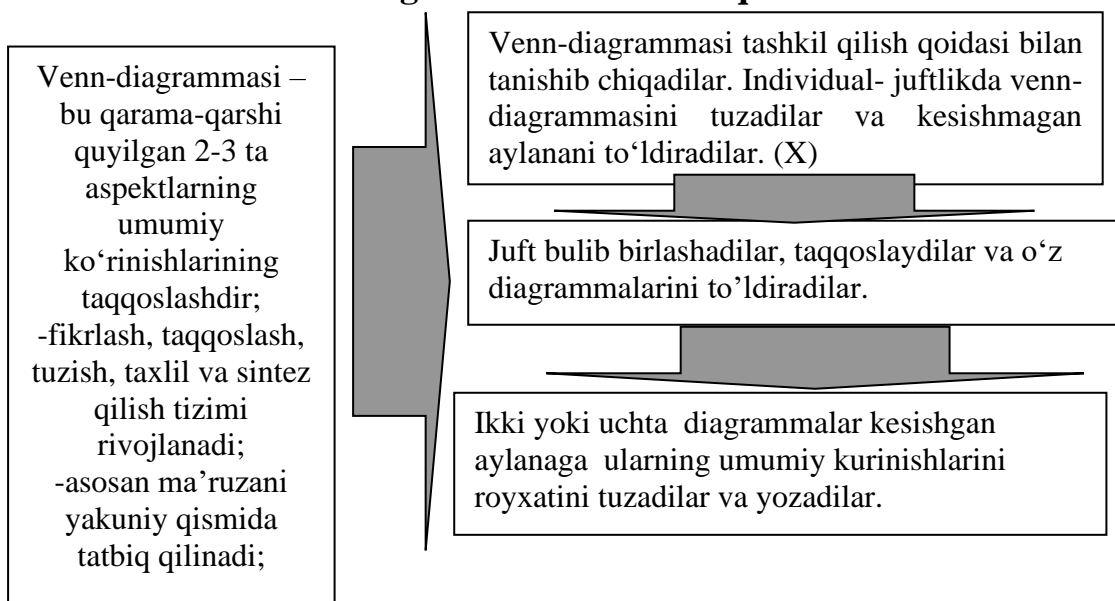 Venn-diagrammasi –
bu qarama-qarshi
quyilgan 2-3 ta
aspektlarning
umumiy
ko‘rinishlarining
taqqoslashdir;
-fikrlash, taqqoslash,
tuzish, taxlil va sintez
qilish tizimi
rivojlanadi;
-asosan ma’ruzani
yakuniy qismida
tatbiq qilinadi;
Venn-diagrammasi tashkil qilish qoidasi bilan
tanishib chiqadilar. Individual- juftlikda venn-
diagrammasini tuzadilar va kesishmagan
aylanani to‘ldiradilar. (X)
Juft bulib birlashadilar, taqqoslaydilar va o‘z
diagrammalarini to’ldiradilar.
Ikki yoki uchta diagrammalar kesishgan
aylanaga ularning umumiy kurinishlarini
royxatini tuzadilar va yozadilar.